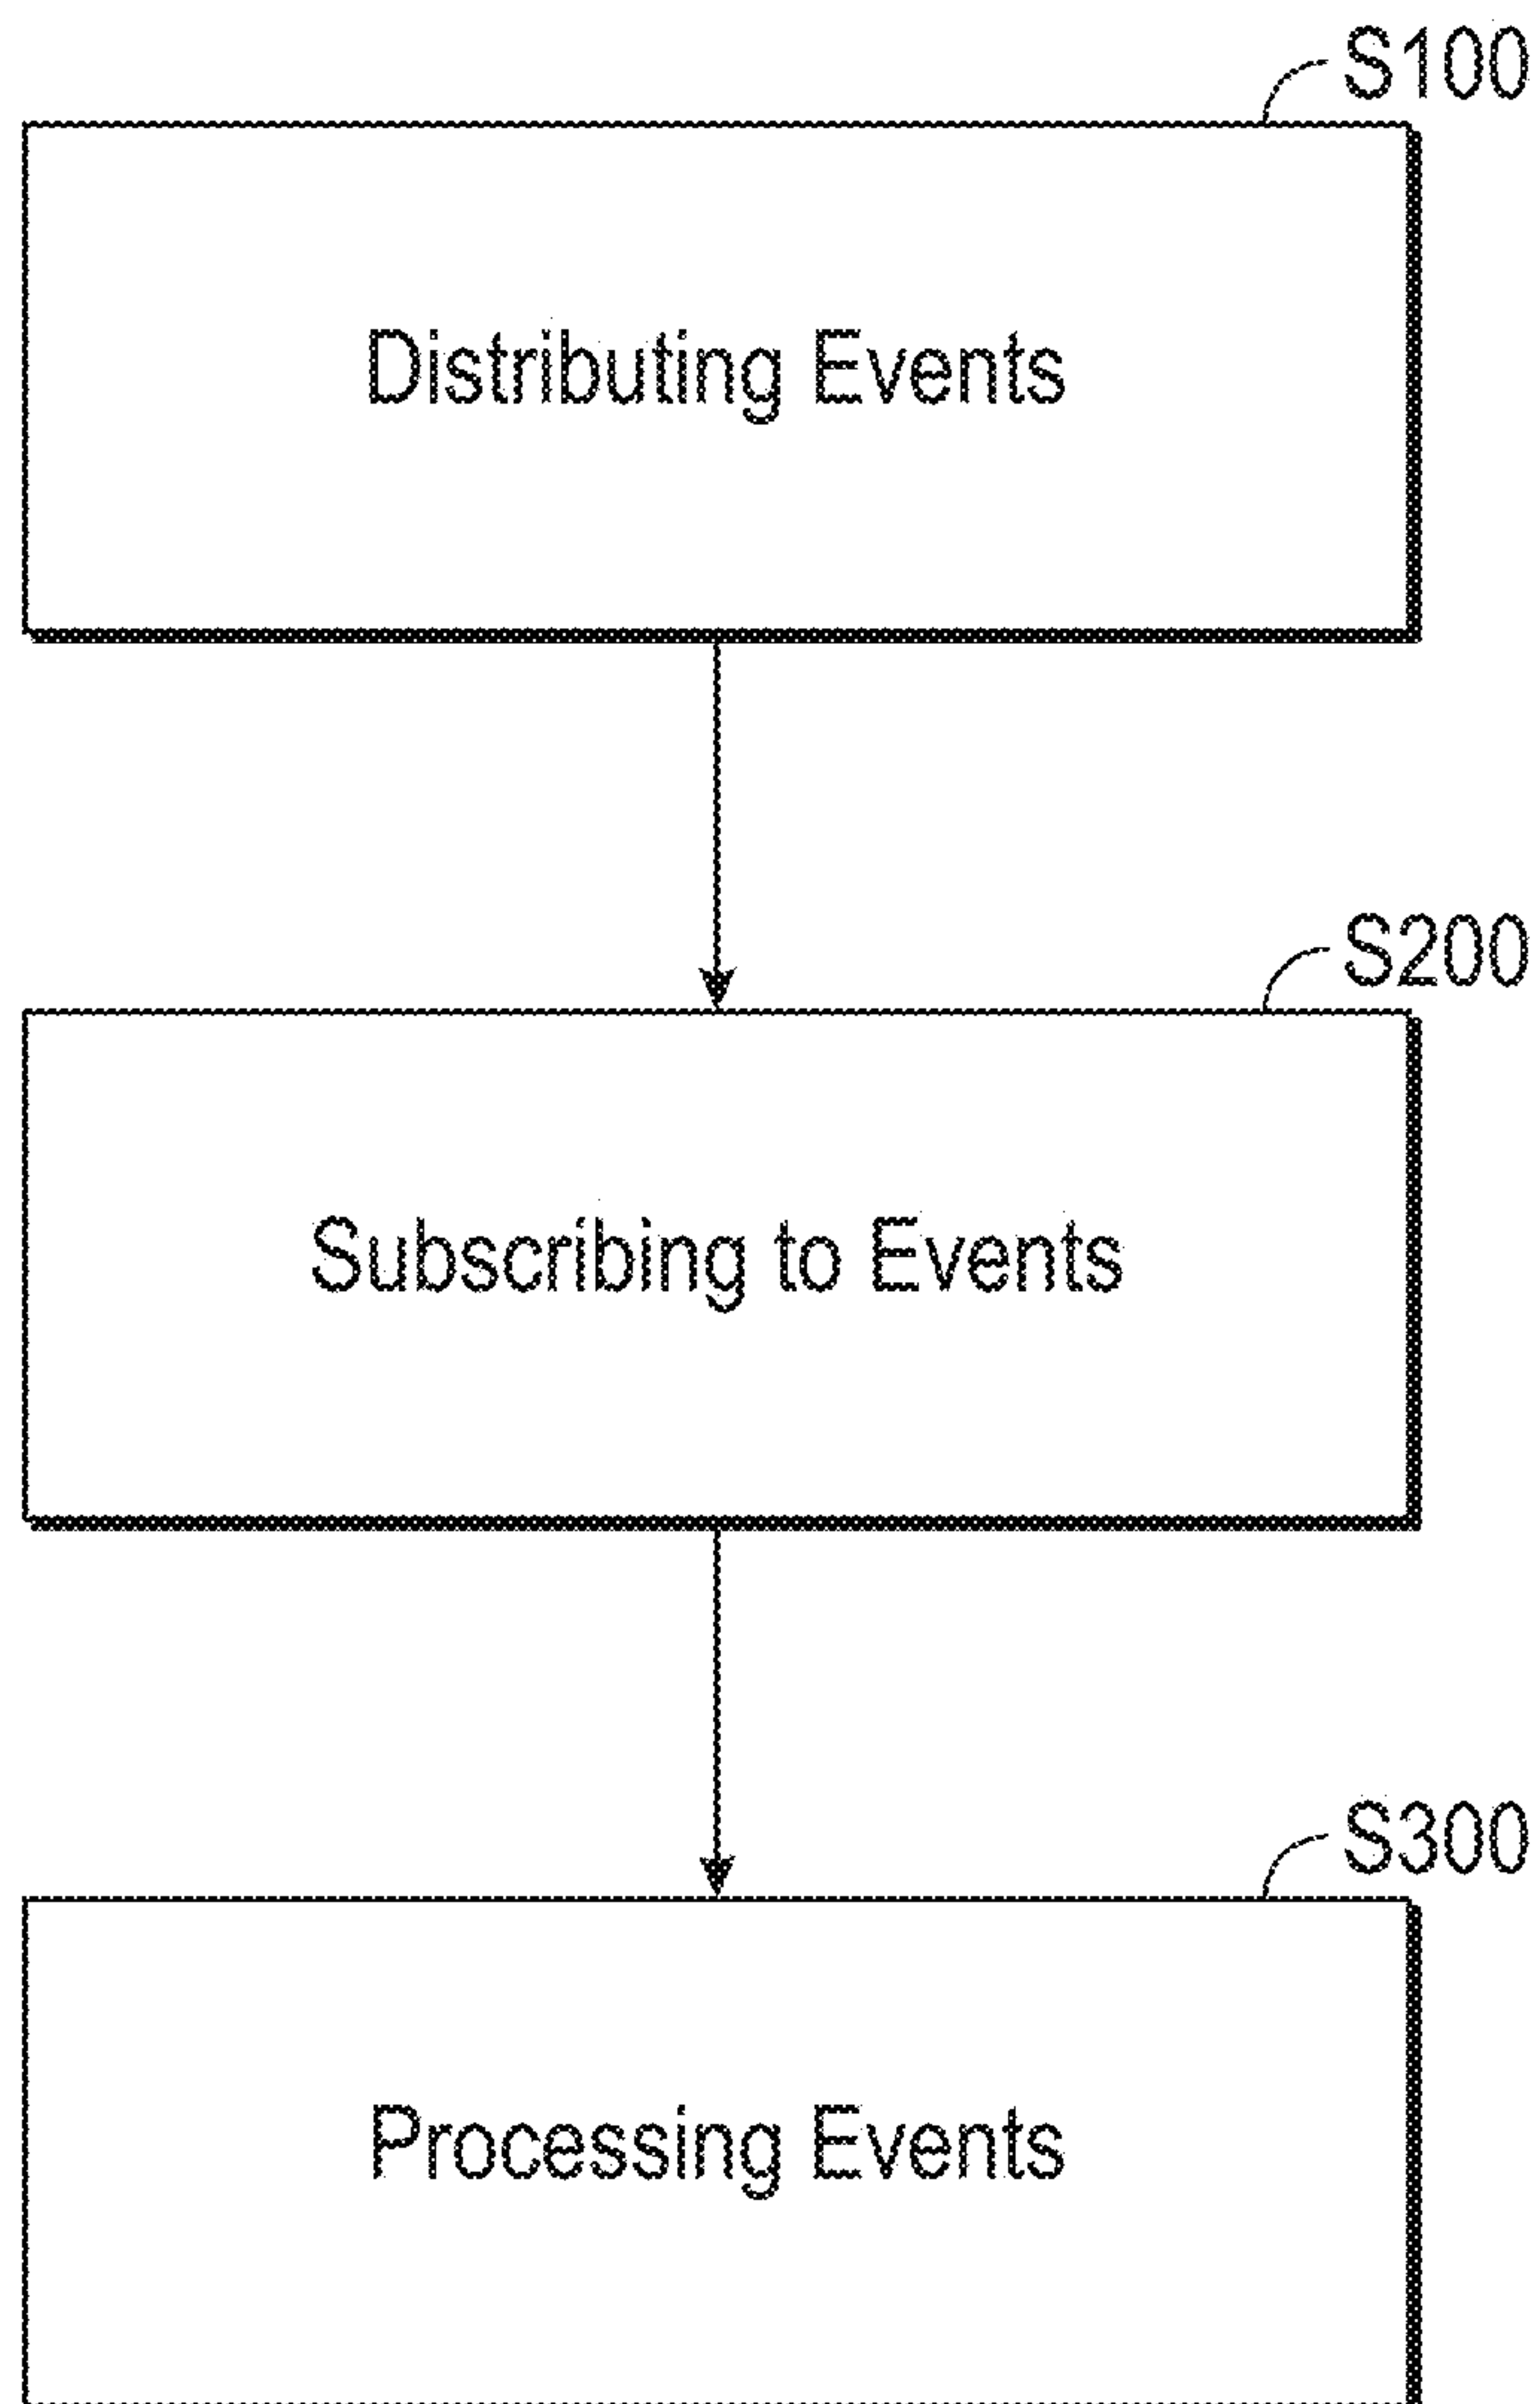 S100
Distributing Events
S200
Subscribing to Events
S300
Processing Events